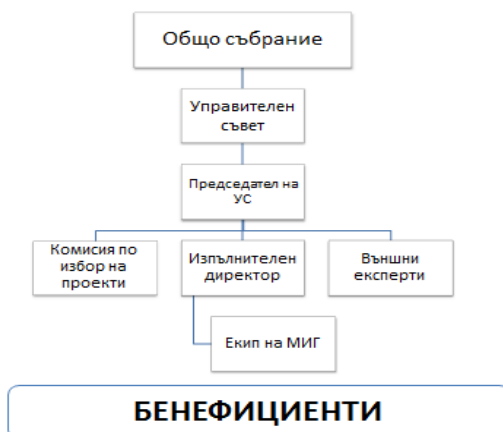 Общо събрание
Управителен
съвет
Председател на
УС
Комисия по
избор на
проекти
Изпълнителен
директор
Външни
експерти
Екип на МИГ
БЕНЕФИЦИЕНТИ